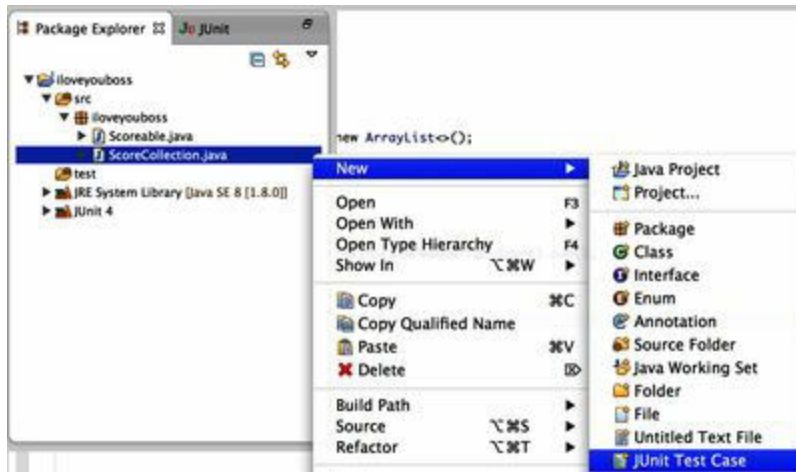 Package Explorer JUnit
iloveyouboss
src
iloveyouboss
Scoreable.java
ScoreCollection.java
test
JRE System Library [Java SE 8 [1.8.0]]
JUnit 4
new ArrayList<>();
New
Open F3
Open With
Open Type Hierarchy F4
Show In ⌥⌘W
Copy ⌘C
Copy Qualified Name
Paste ⌘V
Delete ⌦
Build Path
Source ⌥⌘S
Refactor ⌥⌘T
Java Project
Project...
Package
Class
Interface
Enum
Annotation
Source Folder
Java Working Set
Folder
File
Untitled Text File
JUnit Test Case